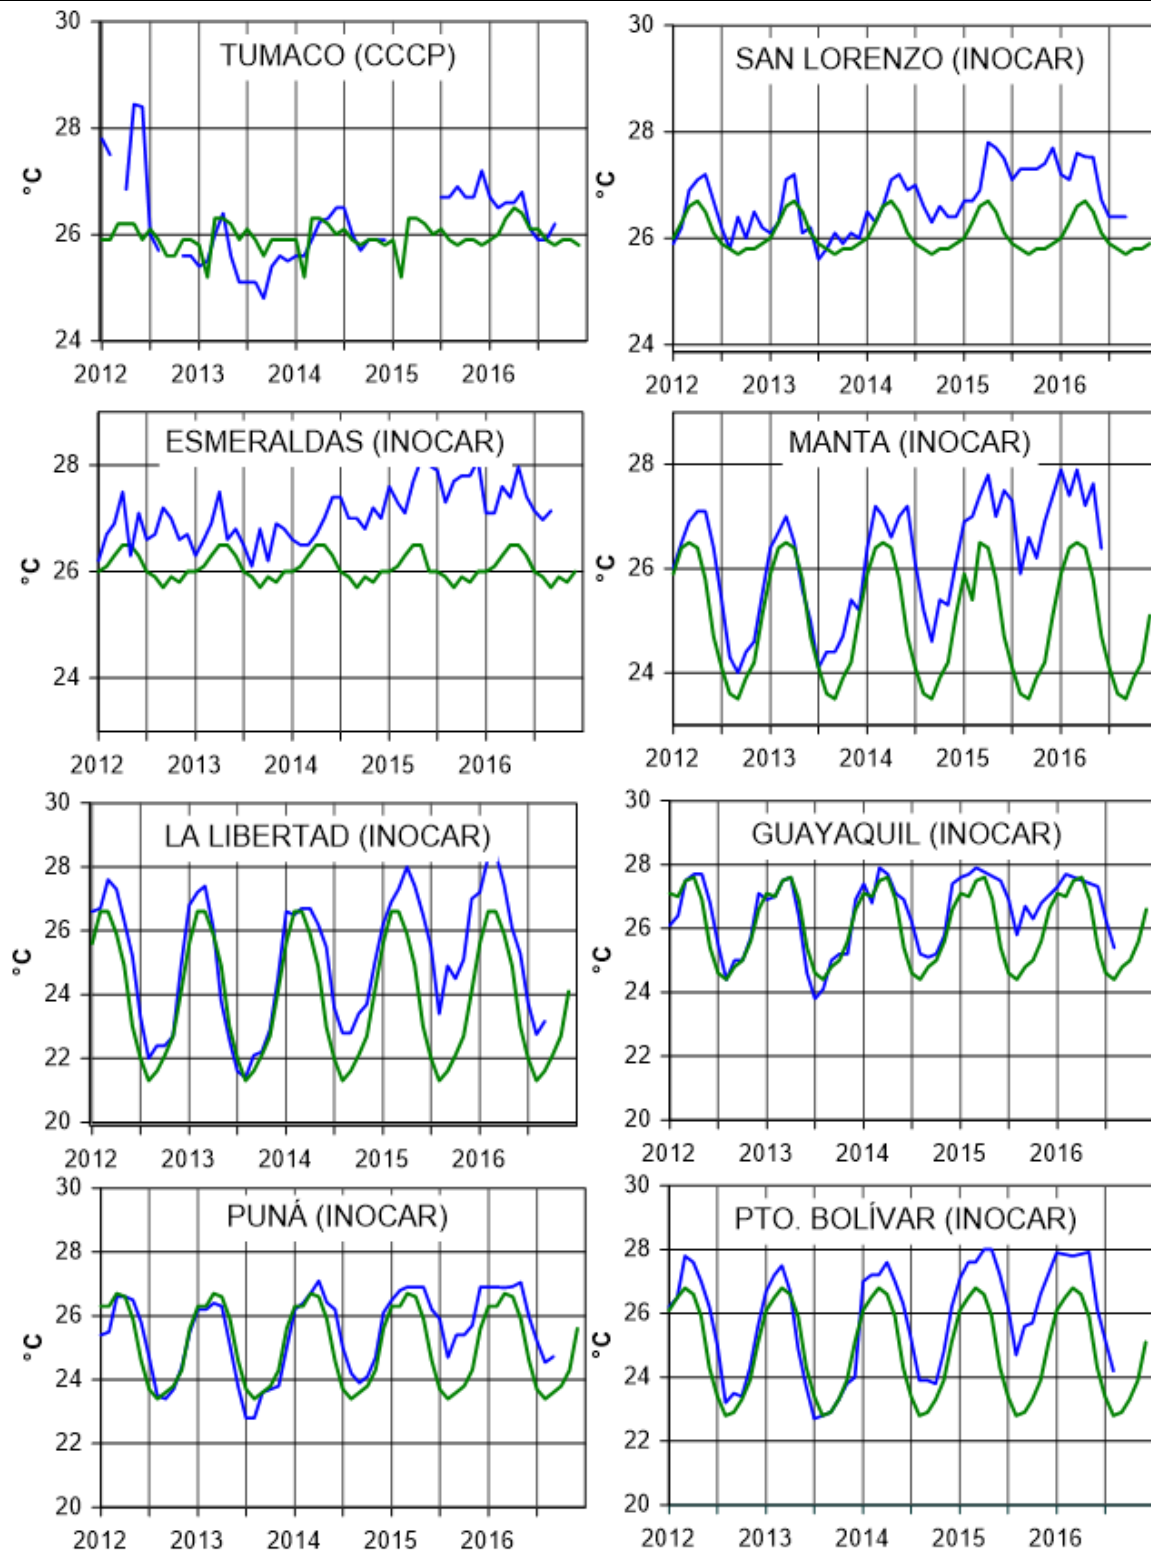 30
TUMACO (CCCP)
28
°C
26
24
2012 2013 2014 2015 2016
30
SAN LORENZO (INOCAR)
28
°C
26
24
2012 2013 2014 2015 2016
ESMERALDAS (INOCAR)
28
°C
26
24
2012 2013 2014 2015 2016
MANTA (INOCAR)
28
°C
26
24
2012 2013 2014 2015 2016
30
LA LIBERTAD (INOCAR)
28
26
°C
24
22
20
2012 2013 2014 2015 2016
30
GUAYAQUIL (INOCAR)
28
26
°C
24
22
20
2012 2013 2014 2015 2016
30
PUNÁ (INOCAR)
28
26
°C
24
22
20
2012 2013 2014 2015 2016
30
PTO. BOLÍVAR (INOCAR)
28
26
°C
24
22
20
2012 2013 2014 2015 2016